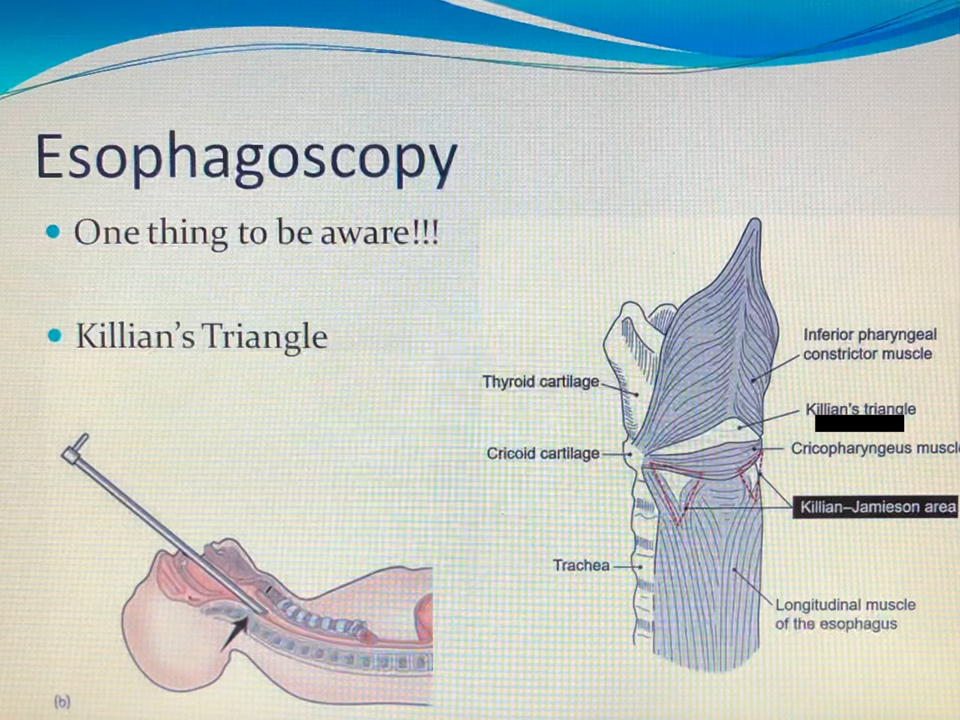 Esophagoscopy
One thing to be aware!!!
Killian's Triangle
Inferior pharyngeal
constrictor muscle
Thyroid cartilage
Killian's triangle
Cricoid cartilage
Cricopharyngeus
Killian–Jamieson area
Trachea
Longitudinal muscle
of the esophagus
(b)